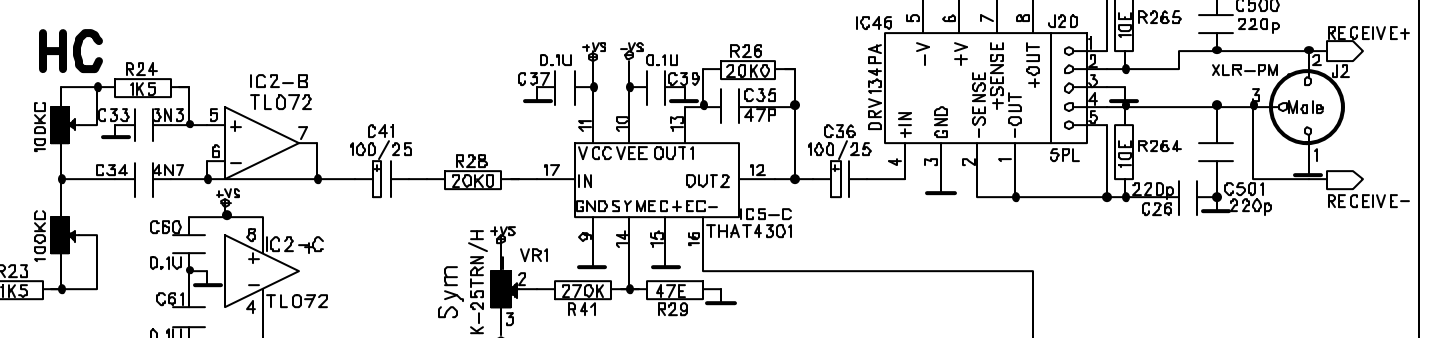 HC
R24
1K5
100KC
C33
3N3
5
6
7
+
−
IC2-B
TL072
C34
4N7
100KC
R23
1K5
+VS
C60
0.1U
C61
0.1U
8
+
−
4
IC2-C
TL072
C41
100/25
R28
20K0
17
+VS
-VS
0.1U
C37
0.1U
C39
11
10
13
R26
20K0
C35
47P
VCC VEE OUT1
IN
OUT2
GND SYM EC+ EC-
12
9
14
15
16
IC5-C
THAT4301
+VS
Sym
K-25TRN/H
VR1
2
3
270K
R41
47E
R29
C36
100/25
IC46
DRV134PA
5
6
7
8
-V
+V
+SENSE
+OUT
+IN
GND
-SENSE
-OUT
4
3
2
1
J20
1
2
3
4
5
5PL
10E
R265
10E
R264
C500
220p
220p
C26
C501
220p
XLR-PM
J2
2
3
1
Male
RECEIVE+
RECEIVE-